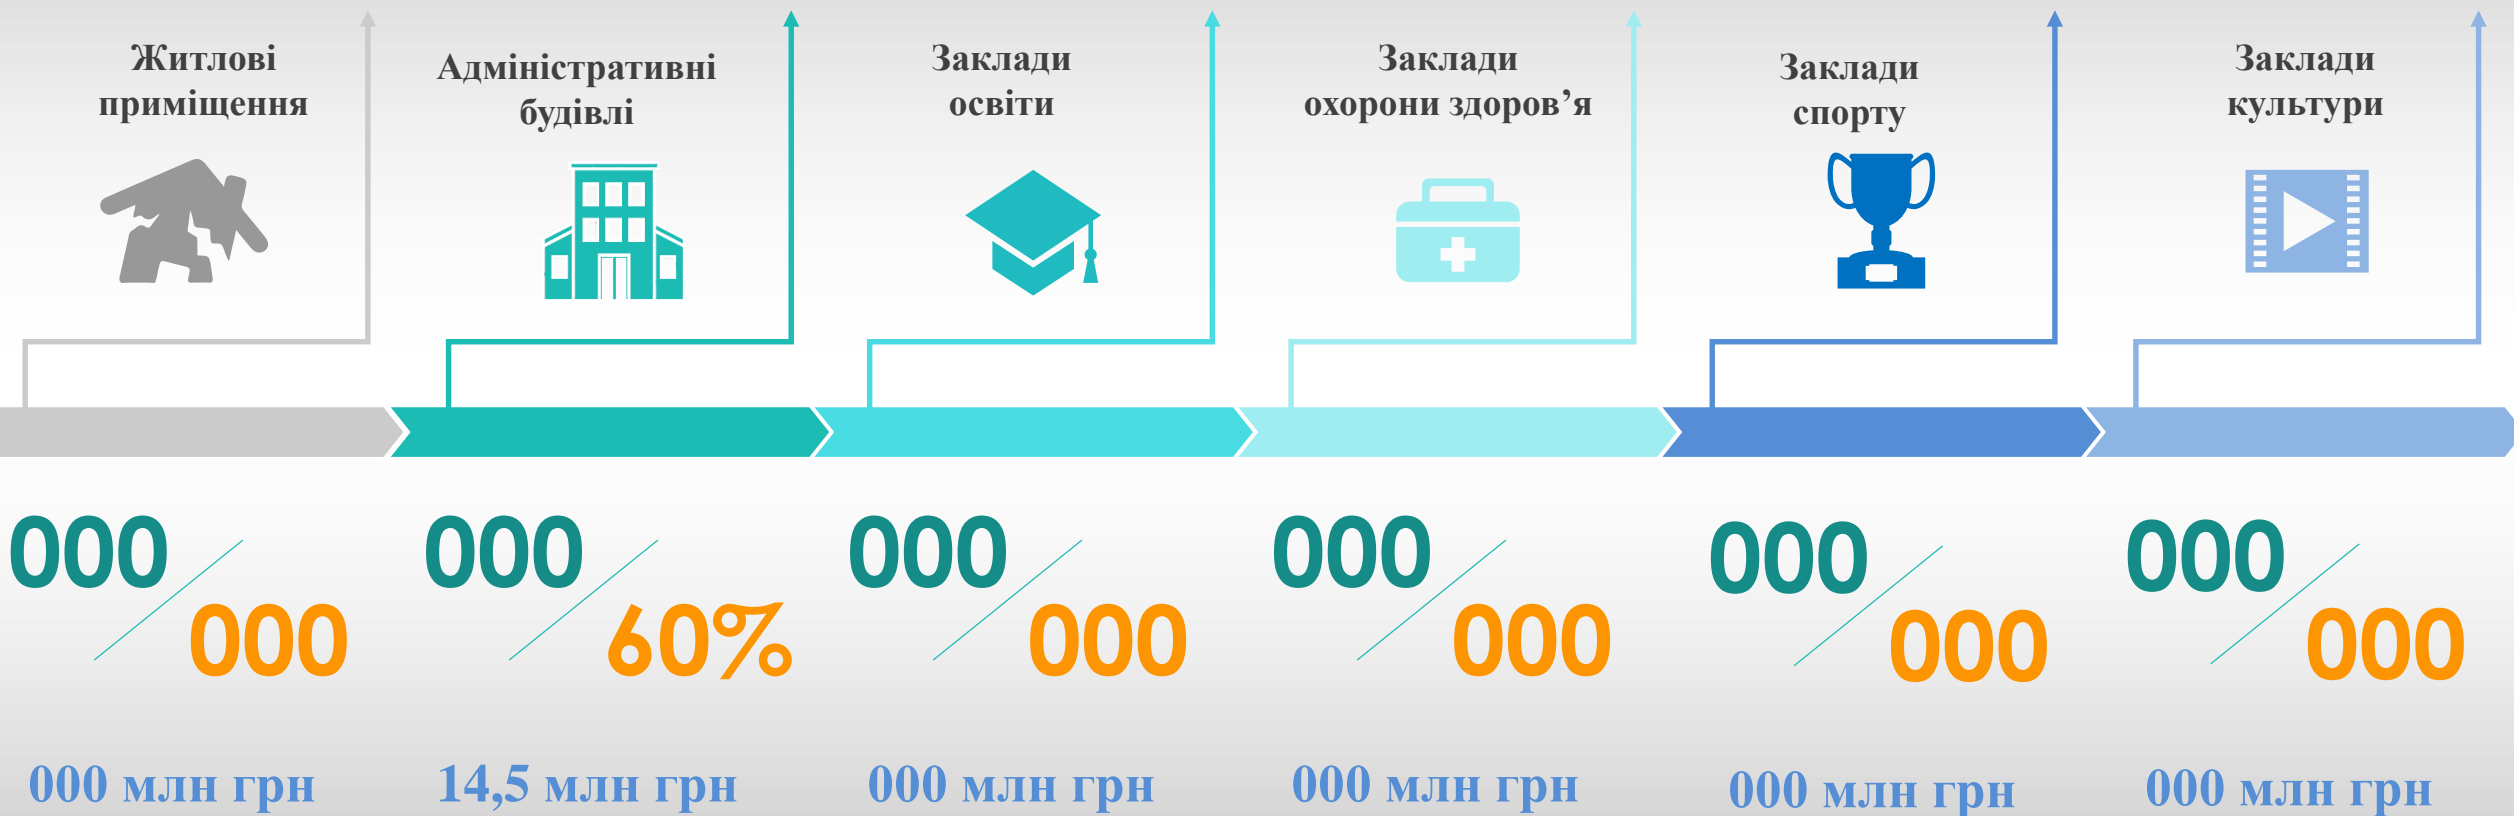 Житлові
приміщення
Адміністративні
будівлі
Заклади
освіти
Заклади
охорони здоров’я
Заклади
спорту
Заклади
культури
000
000
000
60%
000
000
000
000
000
000
000
000
000 млн грн
14,5 млн грн
000 млн грн
000 млн грн
000 млн грн
000 млн грн